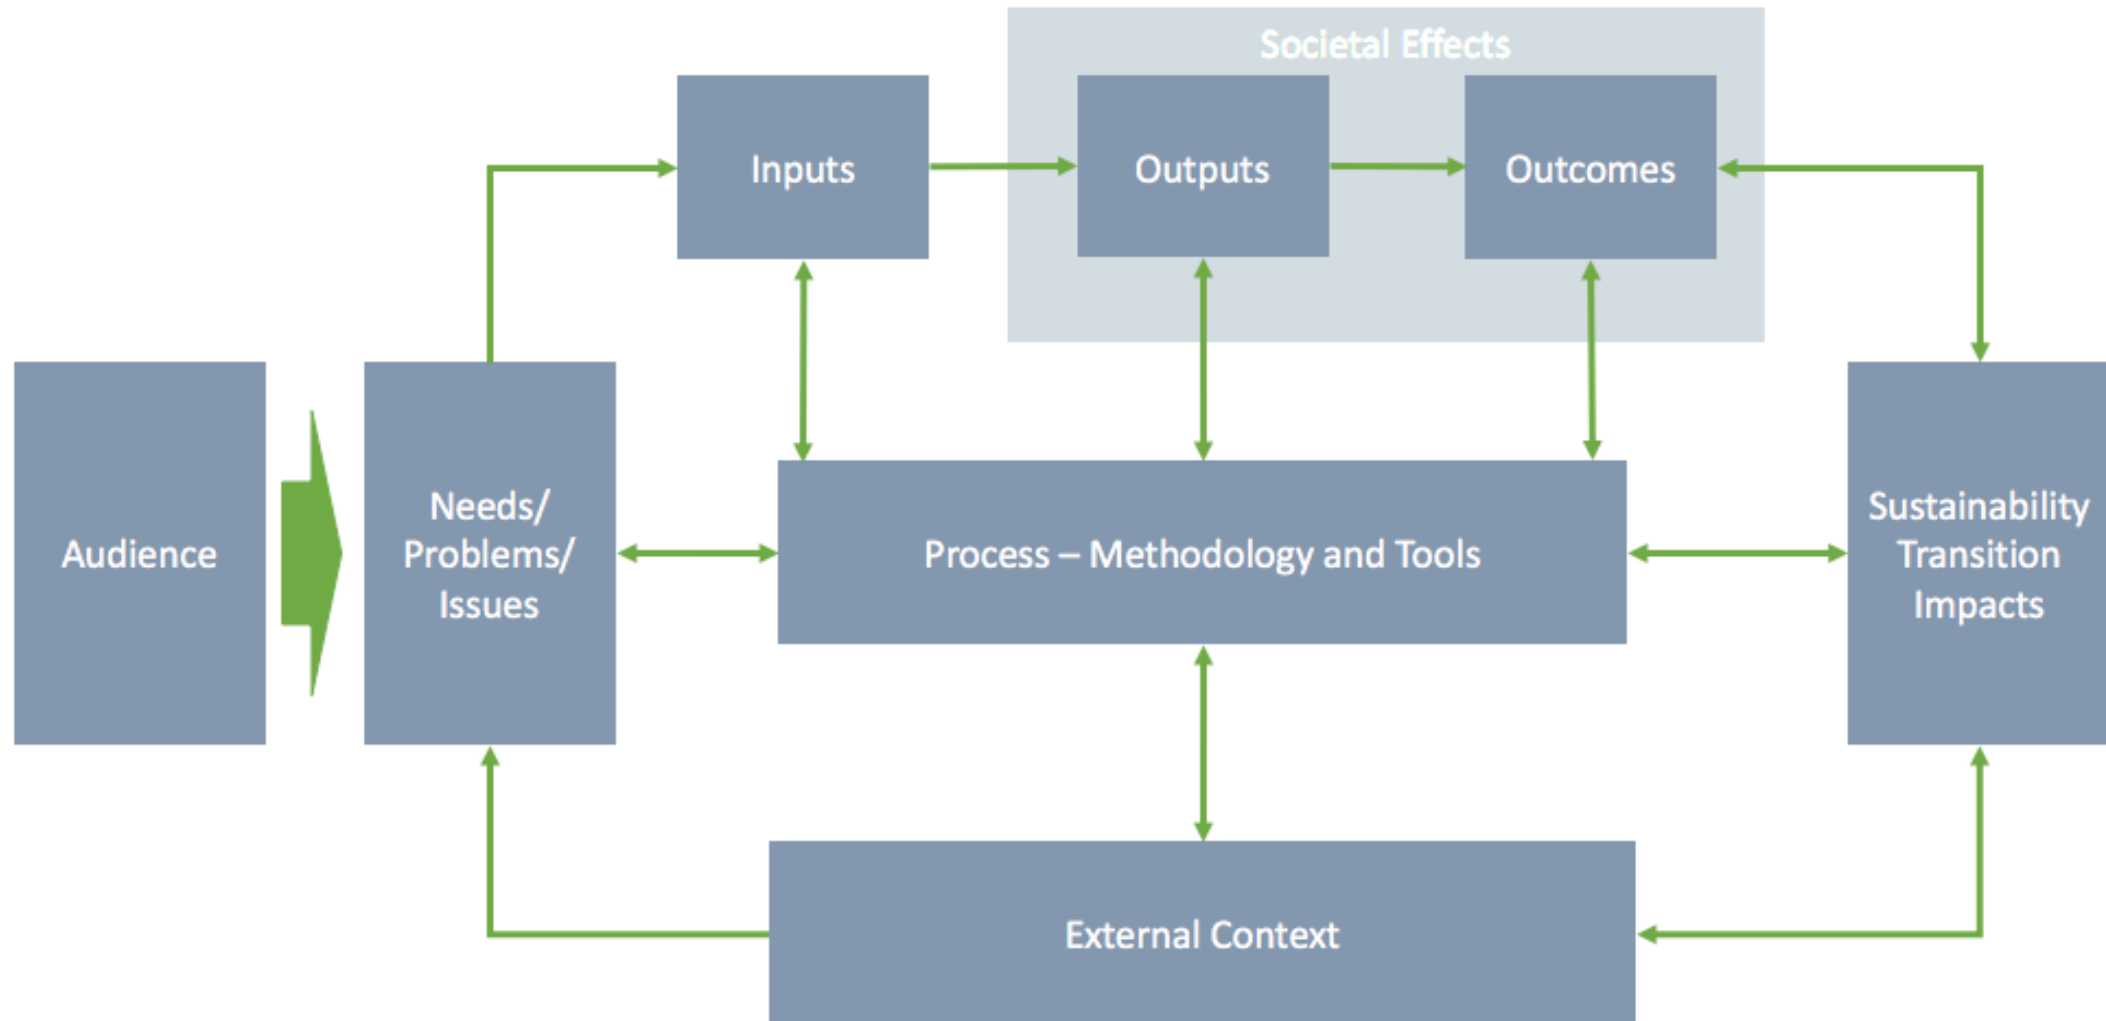 Societal Effects
Inputs
Outputs
Outcomes
Audience
Needs/
Problems/
Issues
Process – Methodology and Tools
Sustainability
Transition
Impacts
External Context